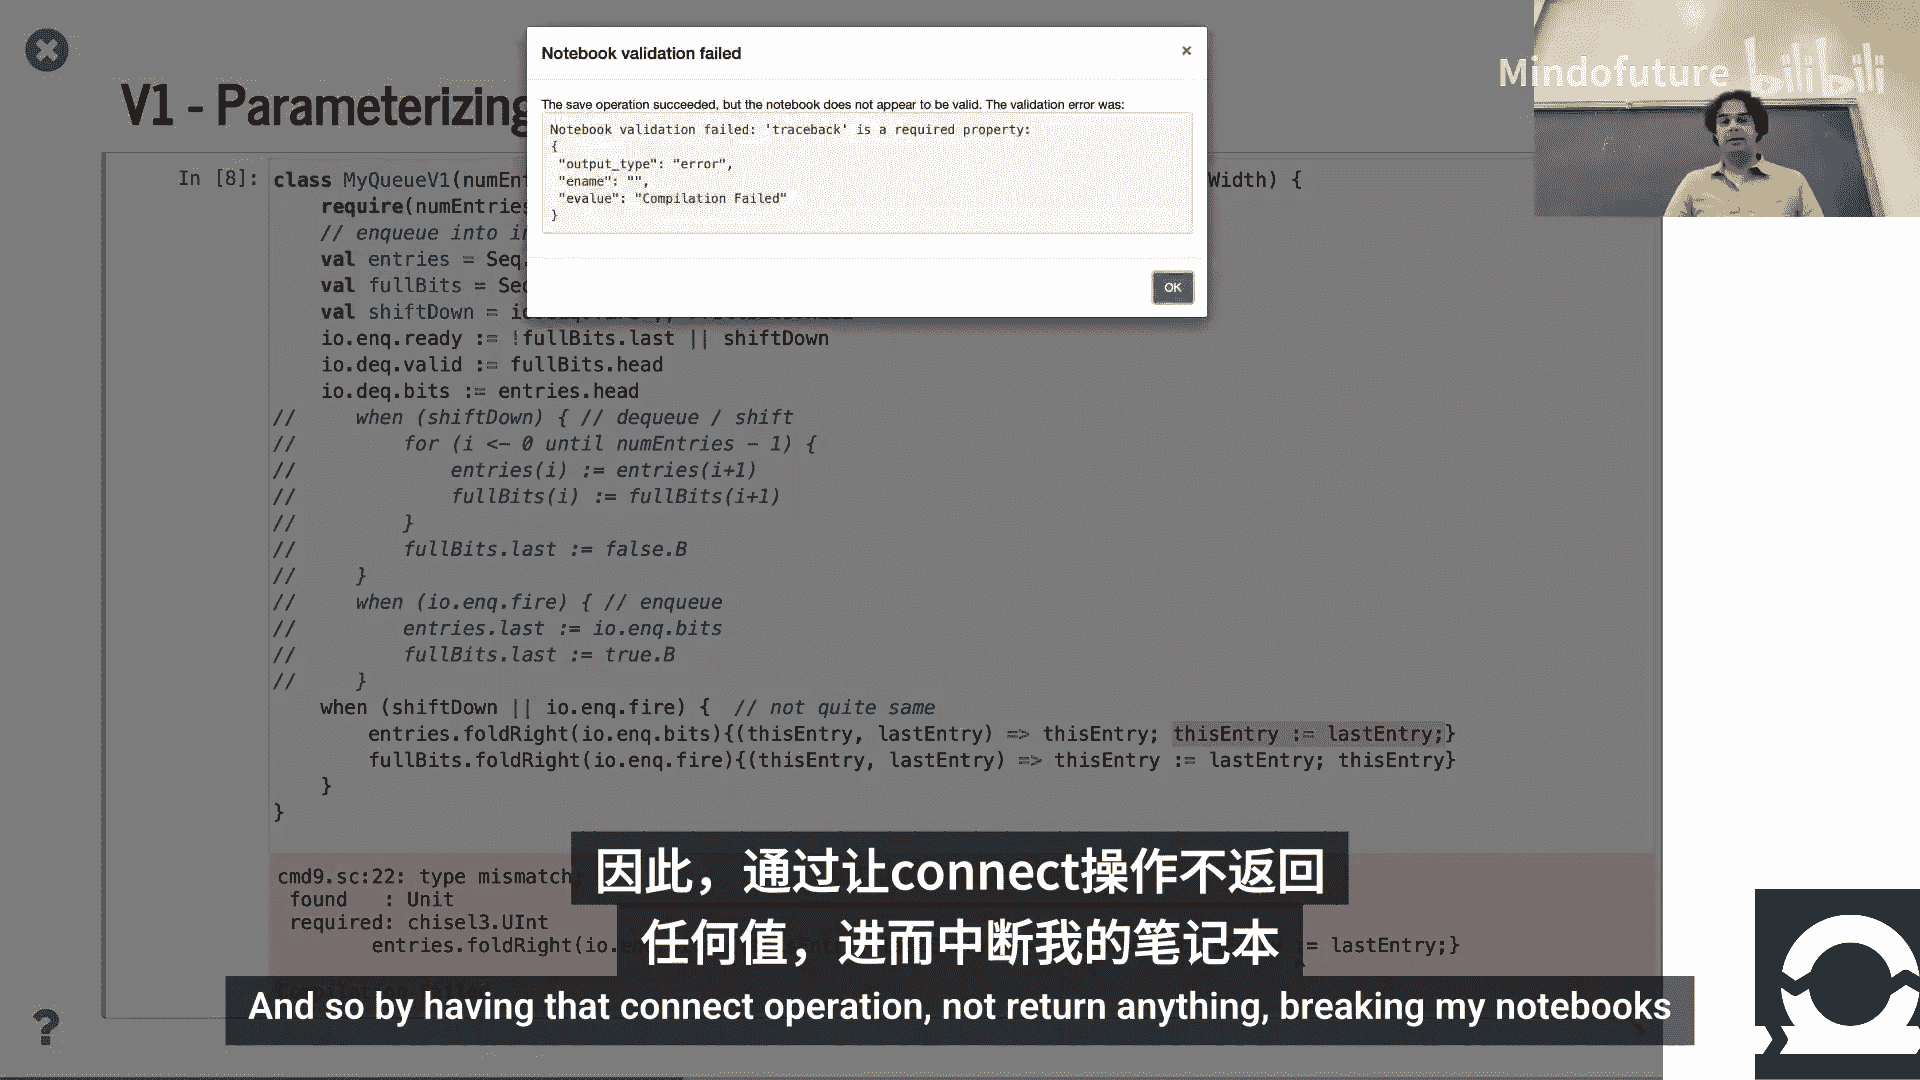 V1 - Parameterizing
Notebook validation failed
×
The save operation succeeded, but the notebook does not appear to be valid. The validation error was:
Notebook validation failed: 'traceback' is a required property:
{
"output_type": "error",
"ename": "",
"evalue": "Compilation Failed"
}
OK
Mindofuture bilibili
In [8]: class MyQueueV1(numEnt Width) {
require(numEntries
// enqueue into
val entries = Seq.
val fullBits = Se
val shiftDown =
io.enq.ready := !fullBits.last || shiftDown
io.deq.valid := fullBits.head
io.deq.bits := entries.head
// when (shiftDown) { // dequeue / shift
// for (i <- 0 until numEntries - 1) {
// entries(i) := entries(i+1)
// fullBits(i) := fullBits(i+1)
// }
// fullBits.last := false.B
// }
// when (io.enq.fire) { // enqueue
// entries.last := io.enq.bits
// fullBits.last := true.B
// }
when (shiftDown || io.enq.fire) { // not quite same
entries.foldRight(io.enq.bits){(thisEntry, lastEntry) => thisEntry; thisEntry := lastEntry;}
fullBits.foldRight(io.enq.fire){(thisEntry, lastEntry) => thisEntry := lastEntry; thisEntry}
}
}
cmd9.sc:22: type mismatch;
found : Unit
required: chisel3.UInt
entries.foldRight(io. := lastEntry;}
因此，通过让connect操作不返回
任何值，进而中断我的笔记本
And so by having that connect operation, not return anything, breaking my notebooks
?